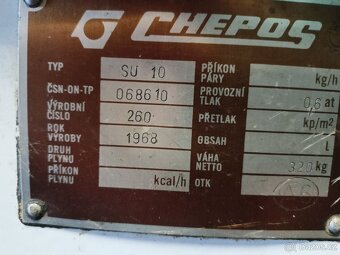 CHEPOS
TYP SU 10
ČSN-ON-TP 068610
VÝROBNÍ ČÍSLO 260
ROK VÝROBY 1968
DRUH PLYNU
PŘÍKON PLYNU kcal/h
PŘÍKON PÁRY kg/h
PROVOZNÍ TLAK 0,6 at
PŘETLAK kp/m²
OBSAH l
VÁHA NETTO 320 kg
OTK